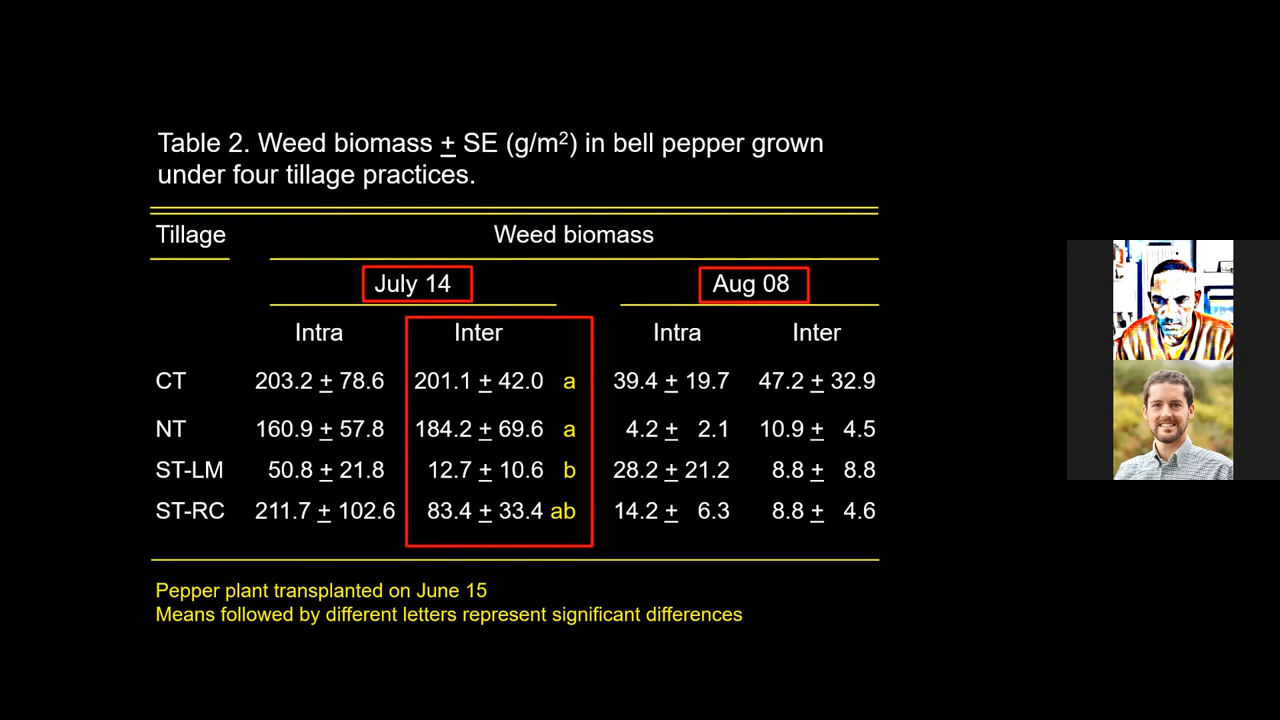 Table 2. Weed biomass ± SE (g/m²) in bell pepper grown
under four tillage practices.
Tillage Weed biomass
July 14 Aug 08
Intra Inter Intra Inter
CT 203.2 ± 78.6 201.1 ± 42.0 a 39.4 ± 19.7 47.2 ± 32.9
NT 160.9 ± 57.8 184.2 ± 69.6 a 4.2 ± 2.1 10.9 ± 4.5
ST-LM 50.8 ± 21.8 12.7 ± 10.6 b 28.2 ± 21.2 8.8 ± 8.8
ST-RC 211.7 ± 102.6 83.4 ± 33.4 ab 14.2 ± 6.3 8.8 ± 4.6
Pepper plant transplanted on June 15
Means followed by different letters represent significant differences